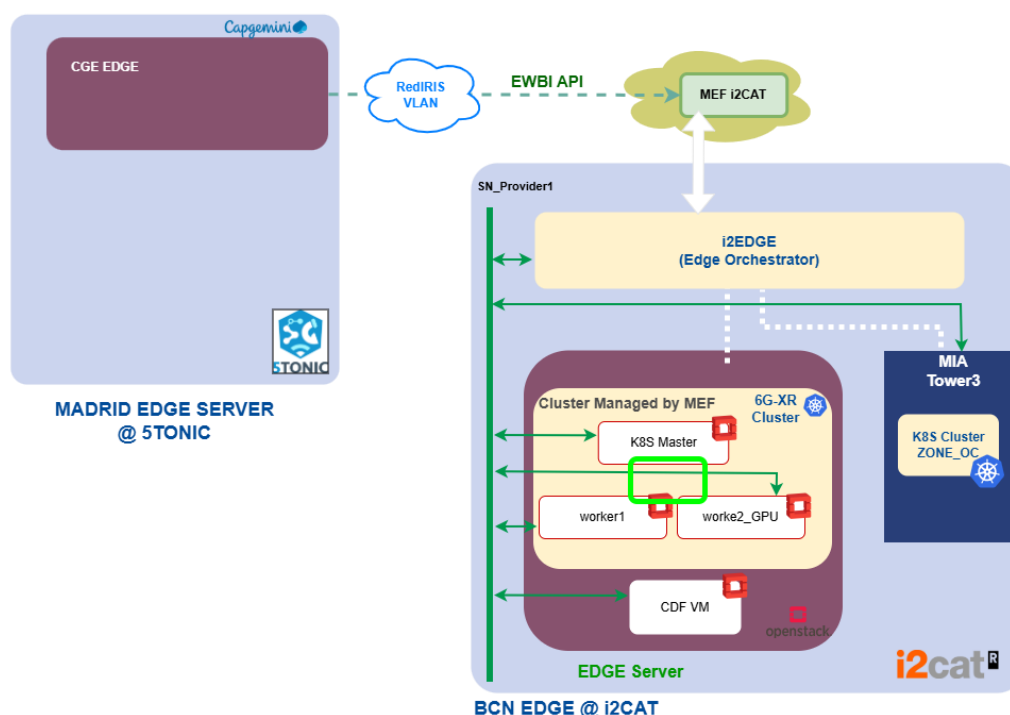 Capgemini
CGE EDGE
RedIRIS
VLAN
EWBI API
MEF i2CAT
5TONIC
MADRID EDGE SERVER
@ 5TONIC
SN_Provider1
i2EDGE
(Edge Orchestrator)
MIA
Tower3
K8S Cluster
ZONE_OC
Cluster Managed by MEF
6G-XR
Cluster
K8S Master
worker1
worke2_GPU
CDF VM
openstack.
EDGE Server
i2cat R
BCN EDGE @ i2CAT